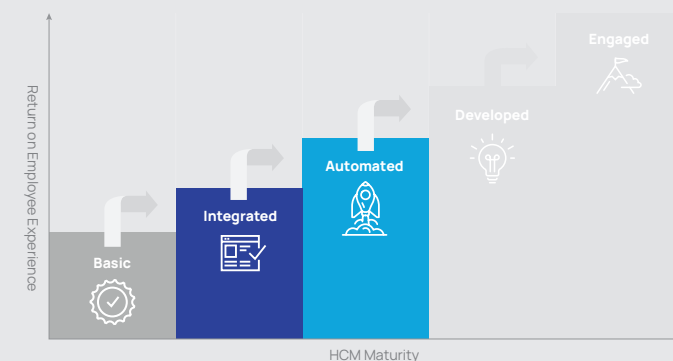 Engaged
Developed
Automated
Integrated
Basic
Return on Employee Experience
HCM Maturity